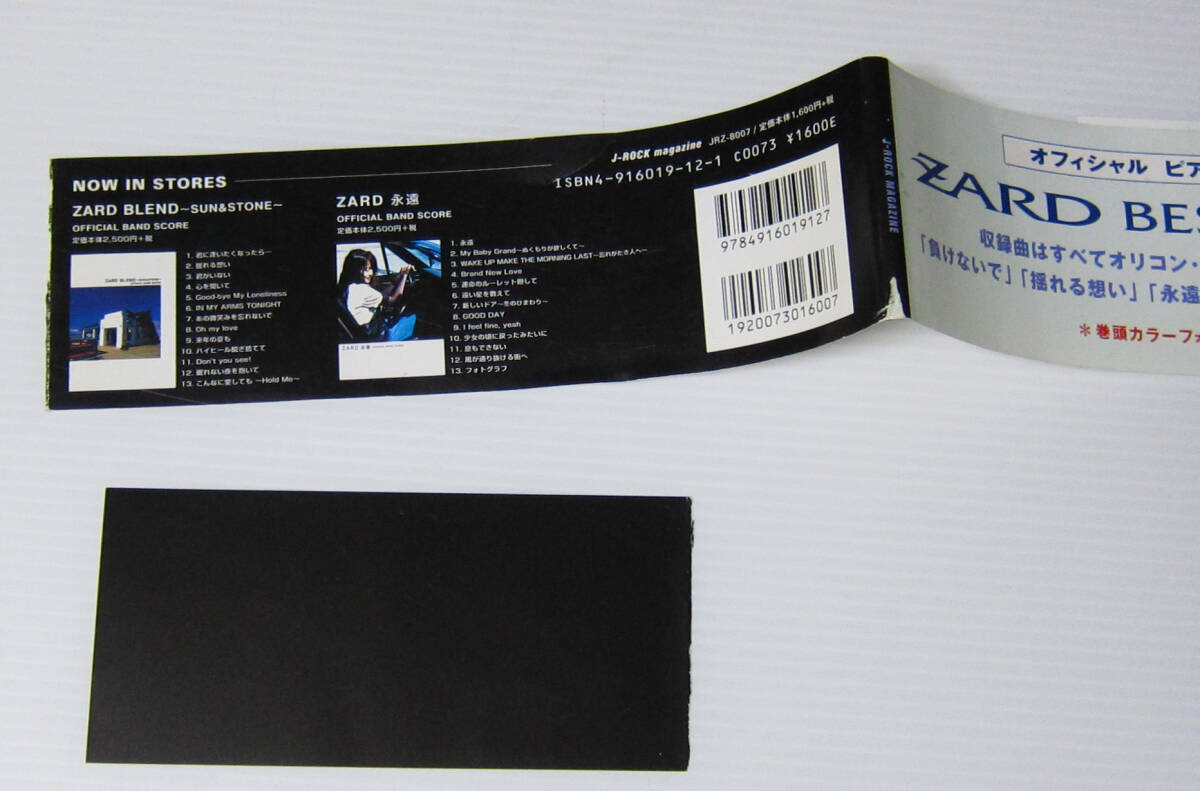 NOW IN STORES
ZARD BLEND~SUN&STONE~
OFFICIAL BAND SCORE
定価本体2,500円+税
1. 君に逢いたくなったら…
2. 揺れる想い
3. 君がいない
4. 心を開いて
5. Good-bye My Loneliness
6. IN MY ARMS TONIGHT
7. あの微笑みを忘れないで
8. Oh my love
9. 来年の夏も
10. ハイヒール脱ぎ捨てて
11. Don't you see!
12. 眠れない夜を抱いて
13. こんなに愛しても ~Hold Me~
ZARD 永遠
OFFICIAL BAND SCORE
定価本体2,500円+税
ZARD 永遠
1. 永遠
2. My Baby Grand~ぬくもりが欲しくて~
3. WAKE UP MAKE THE MORNING LAST~忘れがたき人へ~
4. Brand New Love
5. 運命のルーレット廻して
6. 遠い星を数えて
7. 新しいドア~冬のひまわり~
8. GOOD DAY
9. I feel fine, yeah
10. 少女の頃に戻ったみたいに
11. 息もできない
12. 風が通り抜ける街へ
13. フォトグラフ
J-ROCK magazine JRZ-8007 / 定価本体1,600円+税
ISBN4-916019-12-1 C0073 ¥1600E
9784916019127
1920073016007
J-ROCK MAGAZINE
オフィシャル ピア
ZARD BES
収録曲はすべてオリコン・
「負けないで」「揺れる想い」「永遠
*巻頭カラーフォ